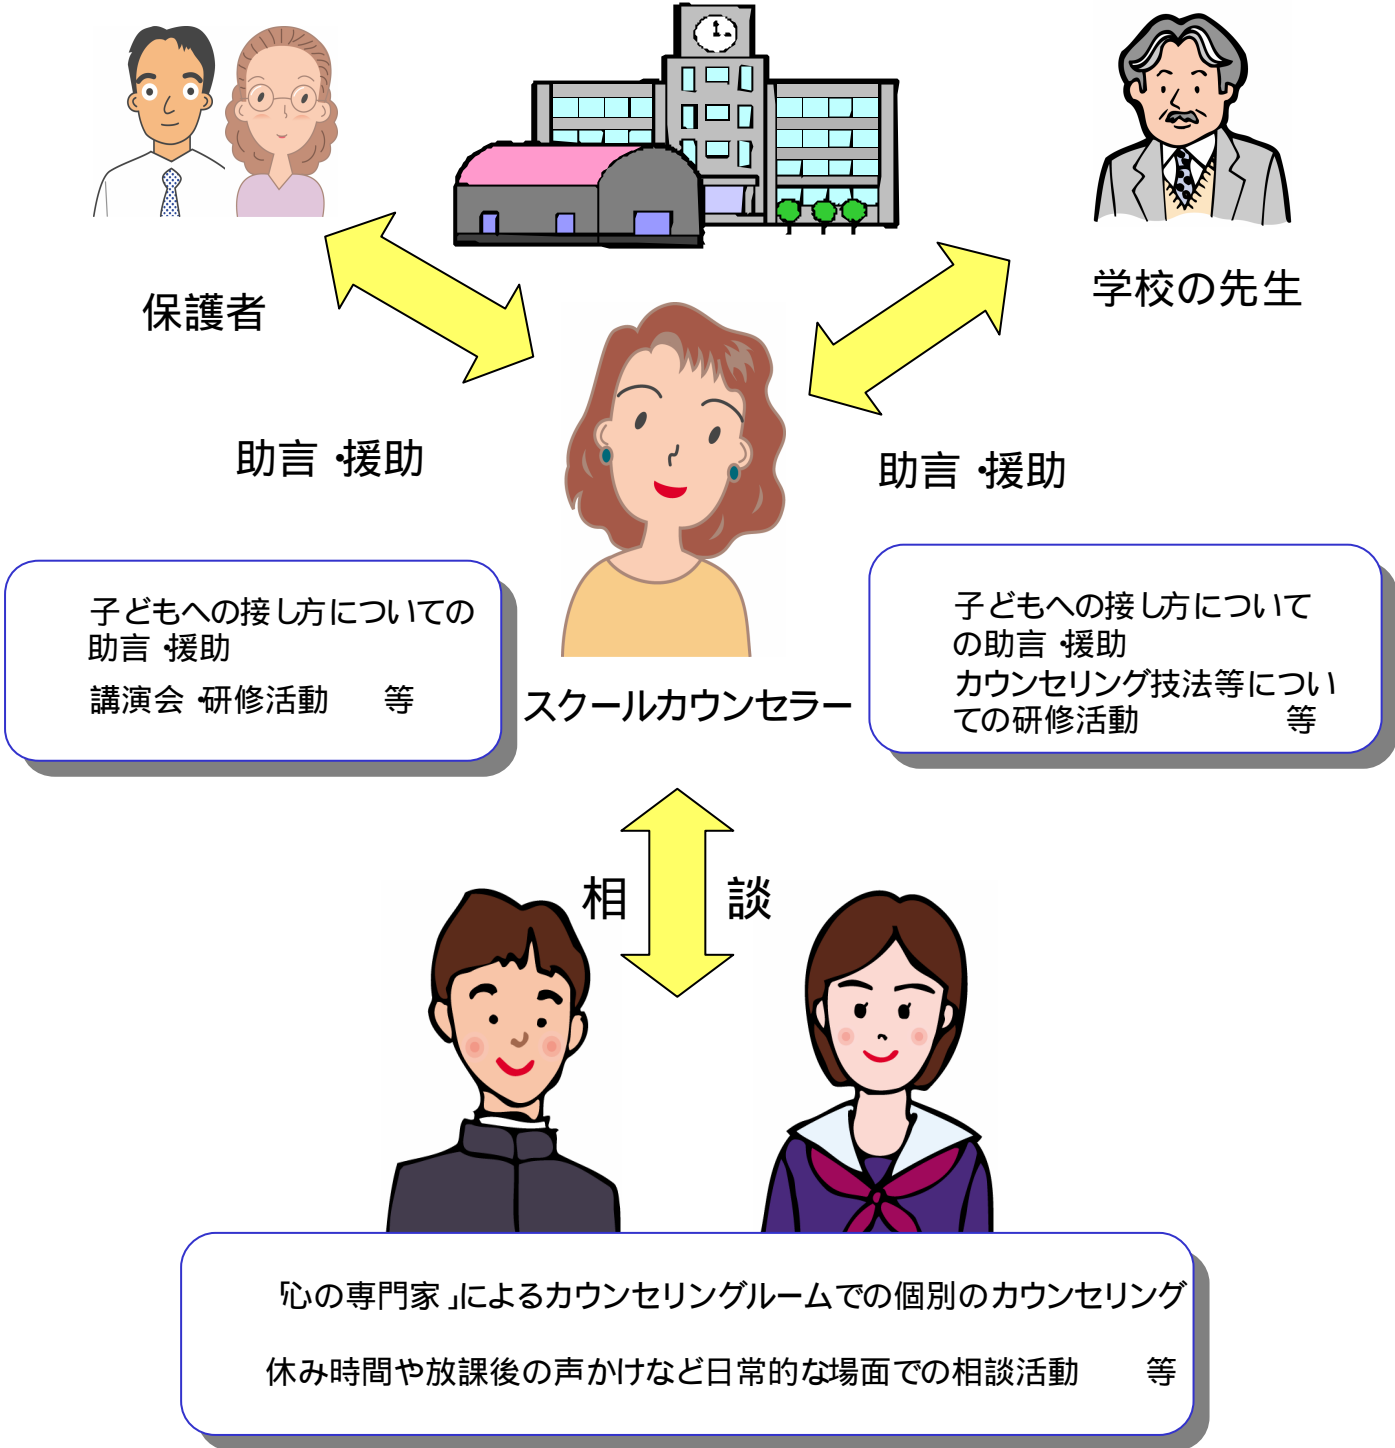 保護者
学校の先生
助言・援助
助言・援助
子どもへの接し方についての
助言・援助
講演会・研修活動　等
スクールカウンセラー
子どもへの接し方について
の助言・援助
カウンセリング技法等につい
ての研修活動　等
相　談
「心の専門家」によるカウンセリングルームでの個別のカウンセリング
休み時間や放課後の声かけなど日常的な場面での相談活動　等